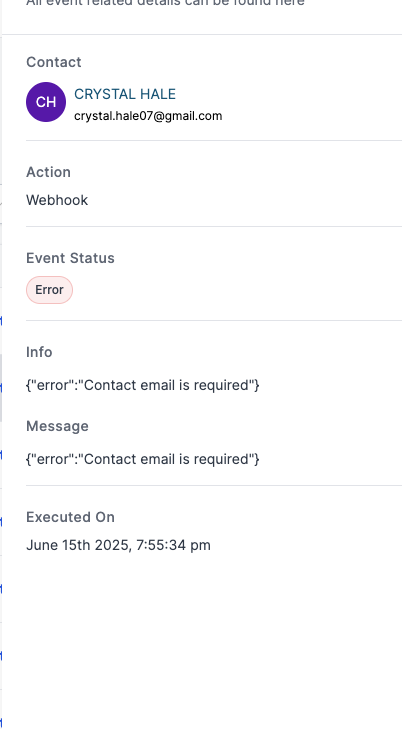 All event related details can be found here
Contact
CH
CRYSTAL HALE
crystal.hale07@gmail.com
Action
Webhook
Event Status
Error
Info
{"error":"Contact email is required"}
Message
{"error":"Contact email is required"}
Executed On
June 15th 2025, 7:55:34 pm